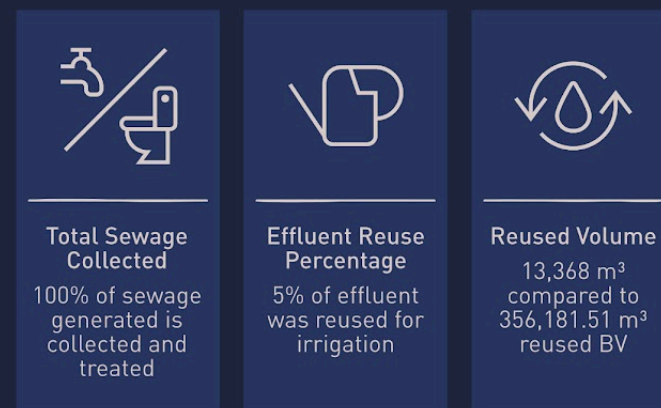 Total Sewage
Collected
100% of sewage
generated is
collected and
treated
Effluent Reuse
Percentage
5% of effluent
was reused for
irrigation
Reused Volume
13,368 m³
compared to
356,181.51 m³
reused BV